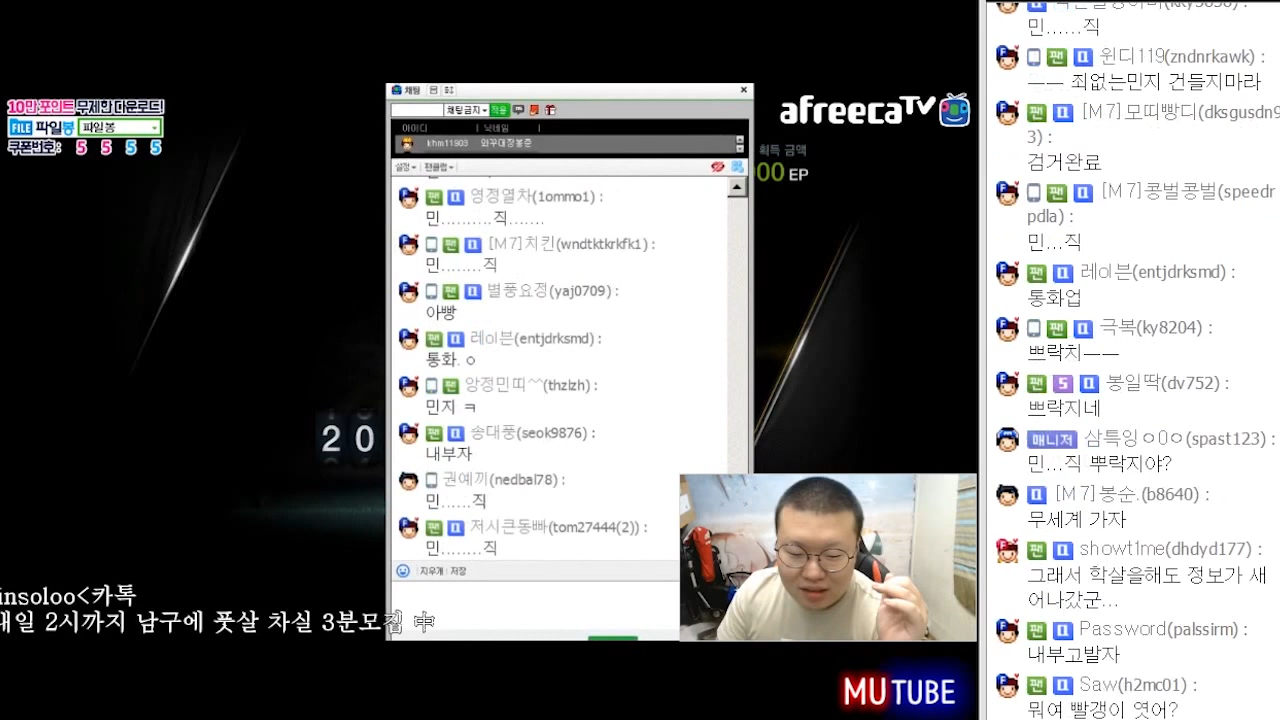 10만 포인트 무제한 다운로드!
FILE 파일봉 파일봉
쿠폰번호: 5 5 5 5
20
insoloo<카톡
내일 2시까지 남구에 풋살 차실 3분모집 中
채팅
채팅금지 적용
아이디 닉네임
khm11903 와꾸대장봉준
설정 팬클럽
영정열차(1ommo1) :
민..........직.......
[M7]치킨(wndtktkrkfk1) :
민........직
별풍요정(yaj0709) :
아빵
레이븐(entjdrksmd) :
통화. ㅇ
앙정민띠^^(thzlzh) :
민지 ㅋ
송대풍(seok9876) :
내부자
권예끼(nedbal78) :
민......직
저시큰동빠(tom27444(2)) :
민........직
지우개 저장
afreecaTV
획득 금액
00 EP
MUTUBE
민......직
윈디119(zndnrkawk) :
ㅡㅡ 죄없는민지 건들지마라
[M7]모띠빵디(dksgusdn9
3) :
검거완료
[M7]콩벌콩벌(speedr
pdla) :
민...직
레이븐(entjdrksmd) :
통화업
극복(ky8204) :
쁘락치ㅡㅡ
봉일딱(dv752) :
쁘락지네
매니저 삼특잉ㅇ0ㅇ(spast123) :
민...직 뿌락지야?
[M7]봉순.(b8640) :
무세계 가자
showt1me(dhdyd177) :
그래서 학살을해도 정보가 새
어나갔군...
Password(palssirm) :
내부고발자
Saw(h2mc01) :
뭐여 빨갱이 엿어?